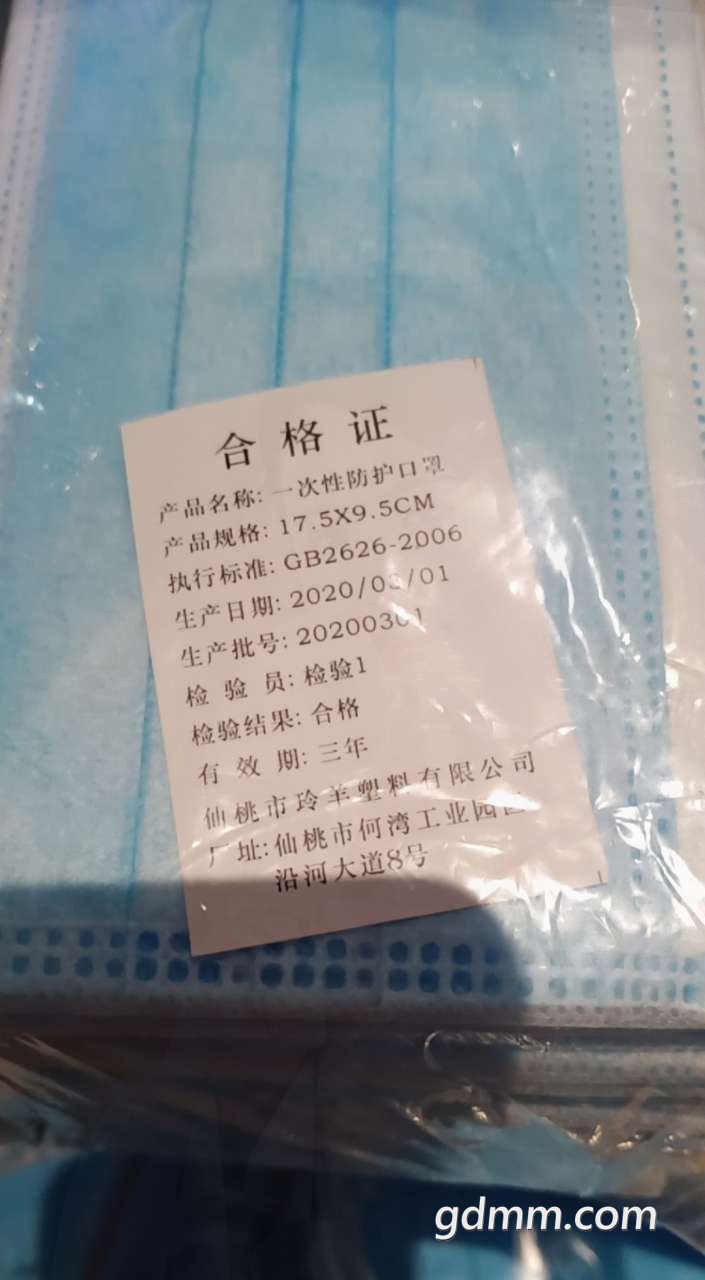 合格证
产品名称: 一次性防护口罩
产品规格: 17.5X9.5CM
执行标准: GB2626-2006
生产日期: 2020/03/01
生产批号: 20200301
检 验 员: 检验1
检验结果: 合格
有 效 期: 三年
仙桃市玲羊塑料有限公司
厂址: 仙桃市何湾工业园区
沿河大道8号
gdmm.com